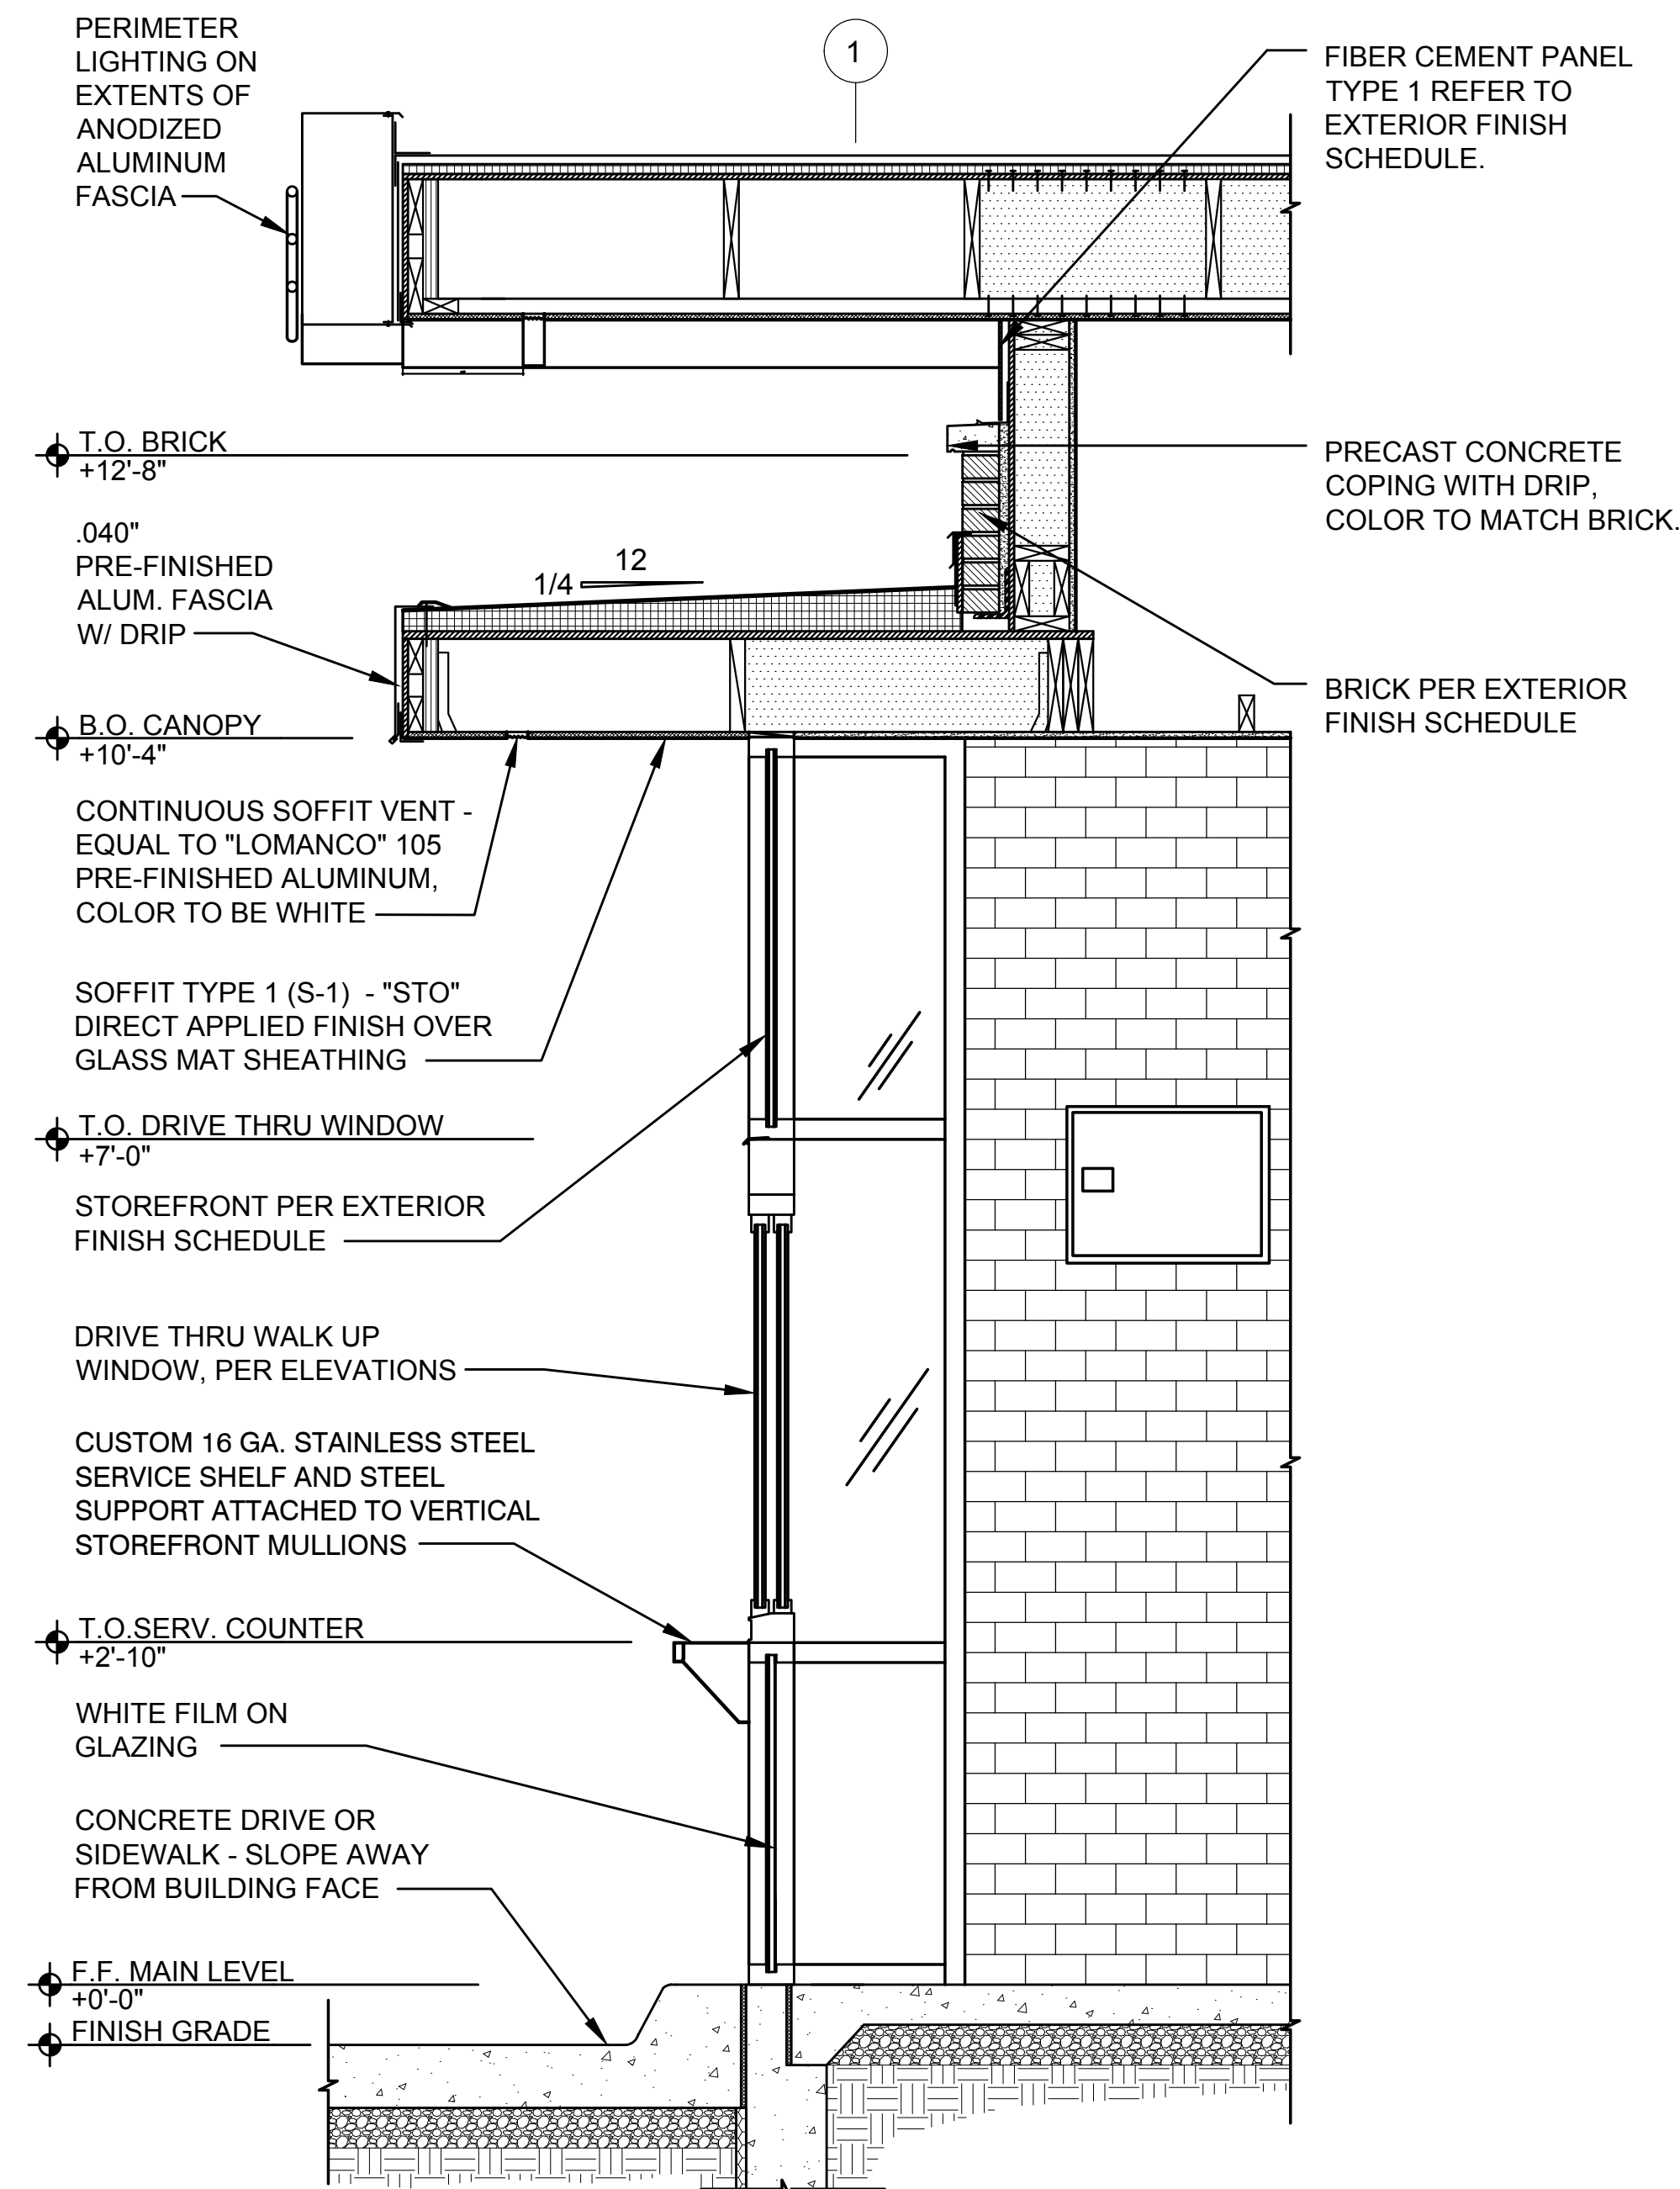 PERIMETER
LIGHTING ON
EXTENTS OF
ANODIZED
ALUMINUM
FASCIA
1
FIBER CEMENT PANEL
TYPE 1 REFER TO
EXTERIOR FINISH
SCHEDULE.
T.O. BRICK
+12'-8"
PRECAST CONCRETE
COPING WITH DRIP,
COLOR TO MATCH BRICK.
.040"
PRE-FINISHED
ALUM. FASCIA
W/ DRIP
12
1/4
BRICK PER EXTERIOR
FINISH SCHEDULE
B.O. CANOPY
+10'-4"
CONTINUOUS SOFFIT VENT -
EQUAL TO "LOMANCO" 105
PRE-FINISHED ALUMINUM,
COLOR TO BE WHITE
SOFFIT TYPE 1 (S-1) - "STO"
DIRECT APPLIED FINISH OVER
GLASS MAT SHEATHING
T.O. DRIVE THRU WINDOW
+7'-0"
STOREFRONT PER EXTERIOR
FINISH SCHEDULE
DRIVE THRU WALK UP
WINDOW, PER ELEVATIONS
CUSTOM 16 GA. STAINLESS STEEL
SERVICE SHELF AND STEEL
SUPPORT ATTACHED TO VERTICAL
STOREFRONT MULLIONS
T.O.SERV. COUNTER
+2'-10"
WHITE FILM ON
GLAZING
CONCRETE DRIVE OR
SIDEWALK - SLOPE AWAY
FROM BUILDING FACE
F.F. MAIN LEVEL
+0'-0"
FINISH GRADE